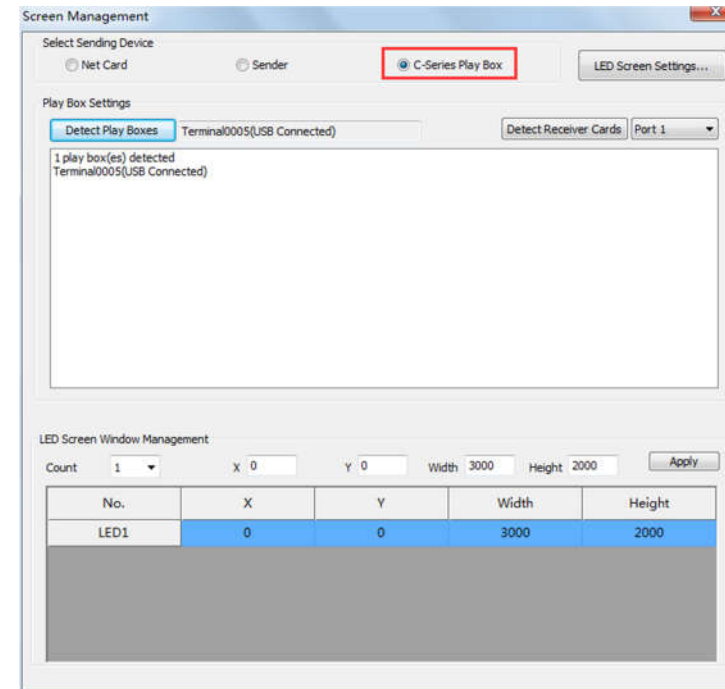 Screen Management
Select Sending Device
Net Card Sender C-Series Play Box LED Screen Settings...
Play Box Settings
Detect Play Boxes Terminal0005(USB Connected) Detect Receiver Cards Port 1
1 play box(es) detected
Terminal0005(USB Connected)
LED Screen Window Management
Count 1 X 0 Y 0 Width 3000 Height 2000 Apply
No. X Y Width Height
LED1 0 0 3000 2000